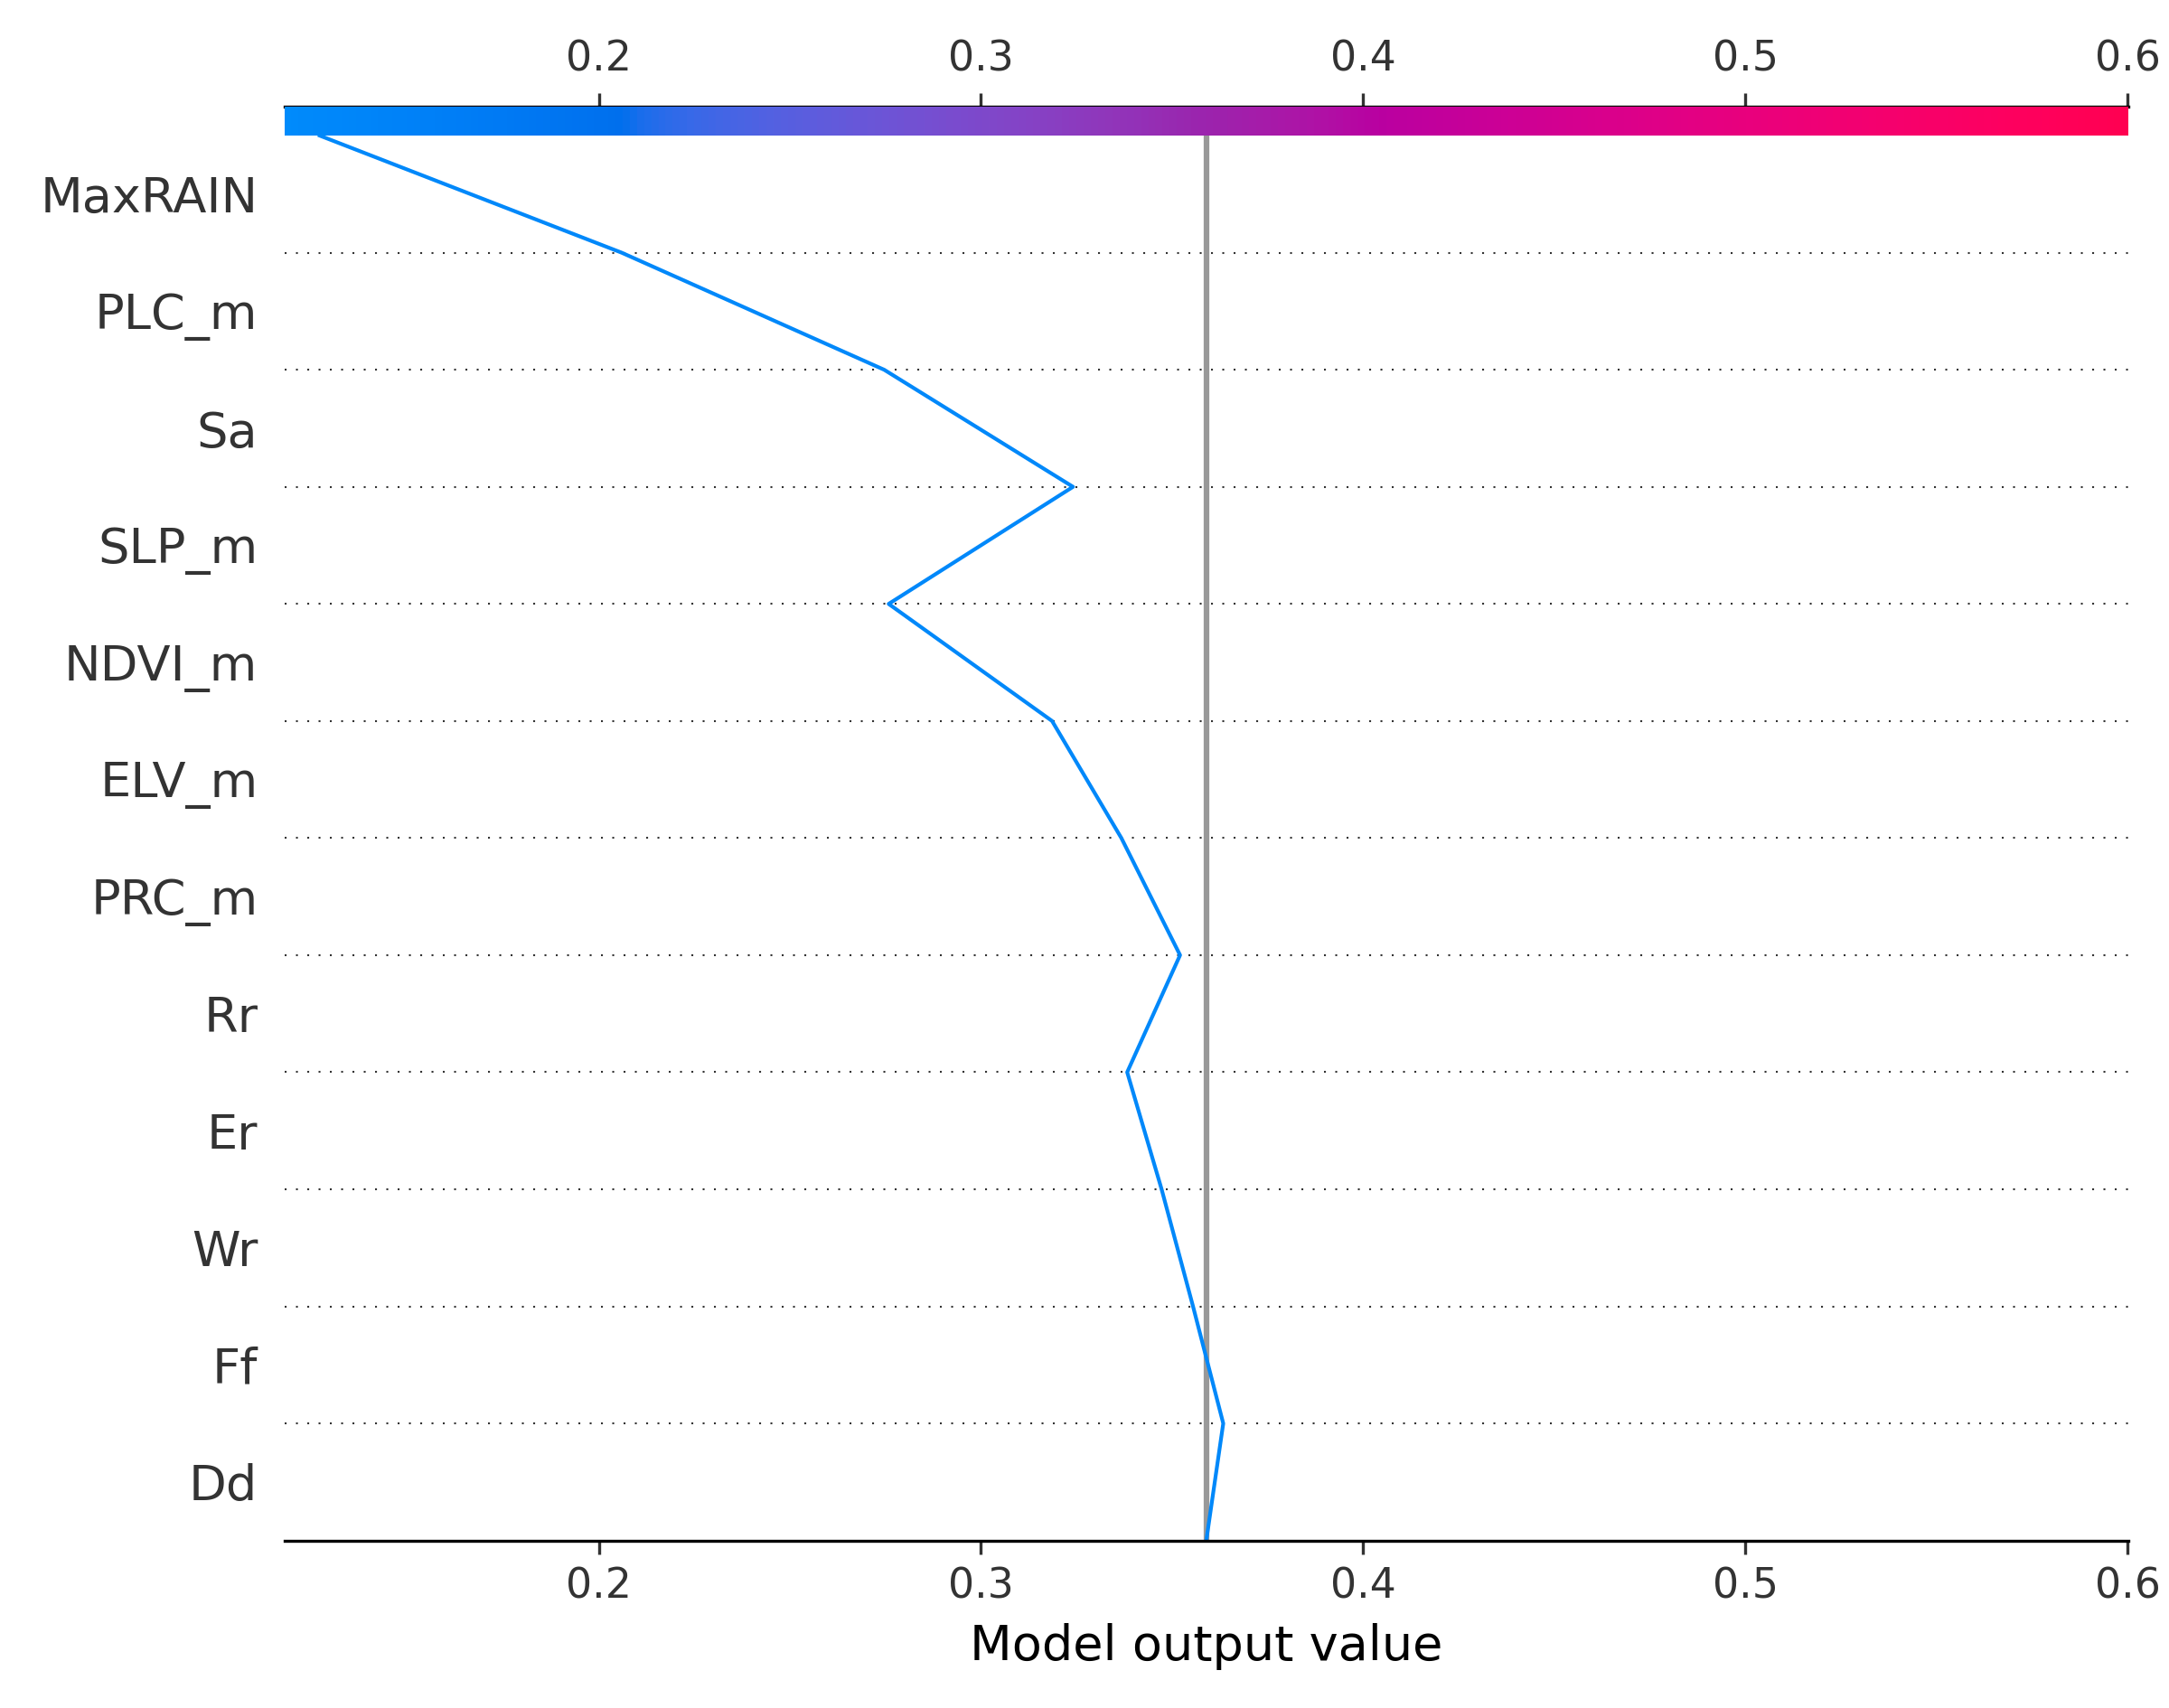 0.2 0.3 0.4 0.5 0.6
MaxRAIN
PLC_m
Sa
SLP_m
NDVI_m
ELV_m
PRC_m
Rr
Er
Wr
Ff
Dd
0.2 0.3 0.4 0.5 0.6
Model output value